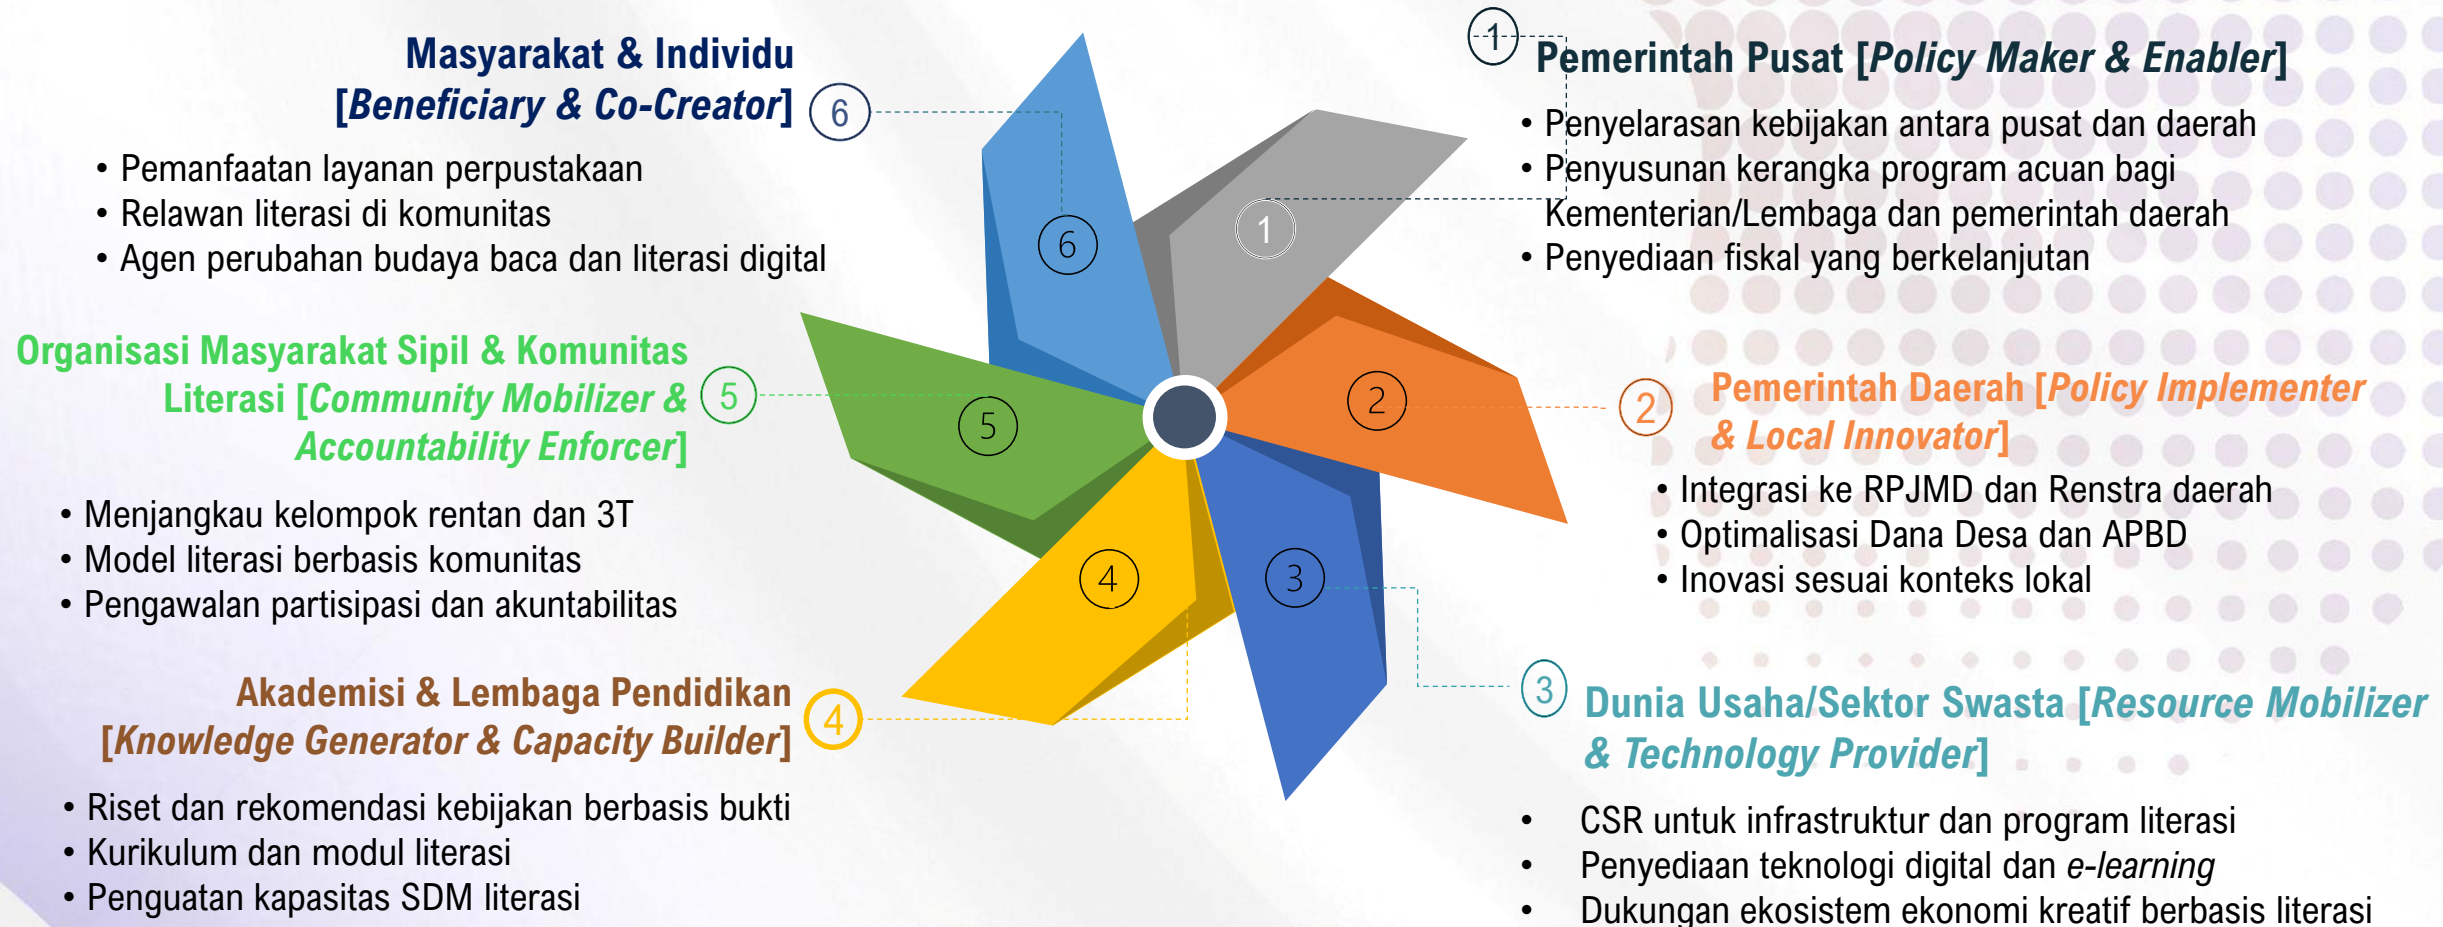 1
Pemerintah Pusat [Policy Maker & Enabler]
• Penyelarasan kebijakan antara pusat dan daerah
• Penyusunan kerangka program acuan bagi
Kementerian/Lembaga dan pemerintah daerah
• Penyediaan fiskal yang berkelanjutan
2
Pemerintah Daerah [Policy Implementer
& Local Innovator]
• Integrasi ke RPJMD dan Renstra daerah
• Optimalisasi Dana Desa dan APBD
• Inovasi sesuai konteks lokal
3
Dunia Usaha/Sektor Swasta [Resource Mobilizer
& Technology Provider]
• CSR untuk infrastruktur dan program literasi
• Penyediaan teknologi digital dan e-learning
• Dukungan ekosistem ekonomi kreatif berbasis literasi
Akademisi & Lembaga Pendidikan
[Knowledge Generator & Capacity Builder]
4
• Riset dan rekomendasi kebijakan berbasis bukti
• Kurikulum dan modul literasi
• Penguatan kapasitas SDM literasi
Organisasi Masyarakat Sipil & Komunitas
Literasi [Community Mobilizer &
Accountability Enforcer]
5
• Menjangkau kelompok rentan dan 3T
• Model literasi berbasis komunitas
• Pengawalan partisipasi dan akuntabilitas
Masyarakat & Individu
[Beneficiary & Co-Creator]
6
• Pemanfaatan layanan perpustakaan
• Relawan literasi di komunitas
• Agen perubahan budaya baca dan literasi digital
1
2
3
4
5
6